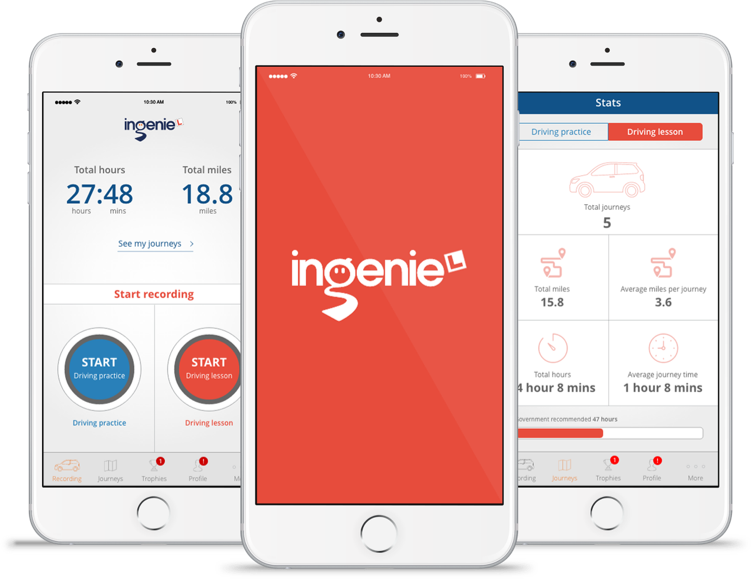 10:30 AM
100%
ingenie L
Total hours
Total miles
27:48
18.8
hours
mins
miles
See my journeys >
Start recording
START
Driving practice
START
Driving lesson
Driving practice
Driving lesson
1
1
Recording
Journeys
Trophies
Profile
10:30 AM
100%
ingenie L
Stats
Driving practice
Driving lesson
Total journeys
5
Total miles
Average miles per journey
15.8
3.6
Total hours
Average journey time
4 hour 8 mins
1 hour 8 mins
overnment recommended 47 hours
1
1
ording
Journeys
Trophies
Profile
More